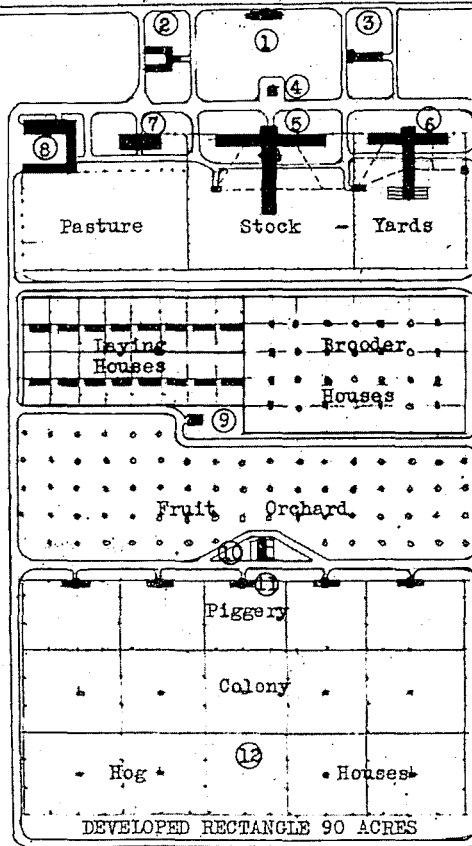 2
3
1
4
7
5
6
8
Pasture Stock - Yards
Laying Brooder
Houses
Houses
9
Fruit Orchard
10
11
Piggery
Colony
12
Hog Houses
DEVELOPED RECTANGLE 90 ACRES